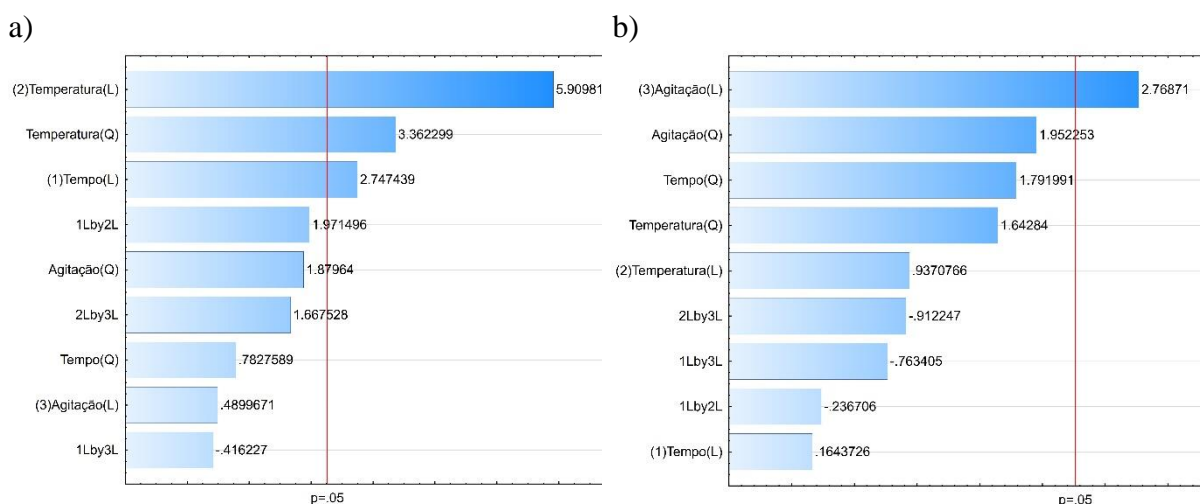 a)
(2)Temperatura(L) 5.90981
Temperatura(Q) 3.362299
(1)Tempo(L) 2.747439
1Lby2L 1.971496
Agitação(Q) 1.87964
2Lby3L 1.667528
Tempo(Q) .7827589
(3)Agitação(L) .4899671
1Lby3L -.416227
p=.05
b)
(3)Agitação(L) 2.76871
Agitação(Q) 1.952253
Tempo(Q) 1.791991
Temperatura(Q) 1.64284
(2)Temperatura(L) .9370766
2Lby3L -.912247
1Lby3L -.763405
1Lby2L -.236706
(1)Tempo(L) .1643726
p=.05